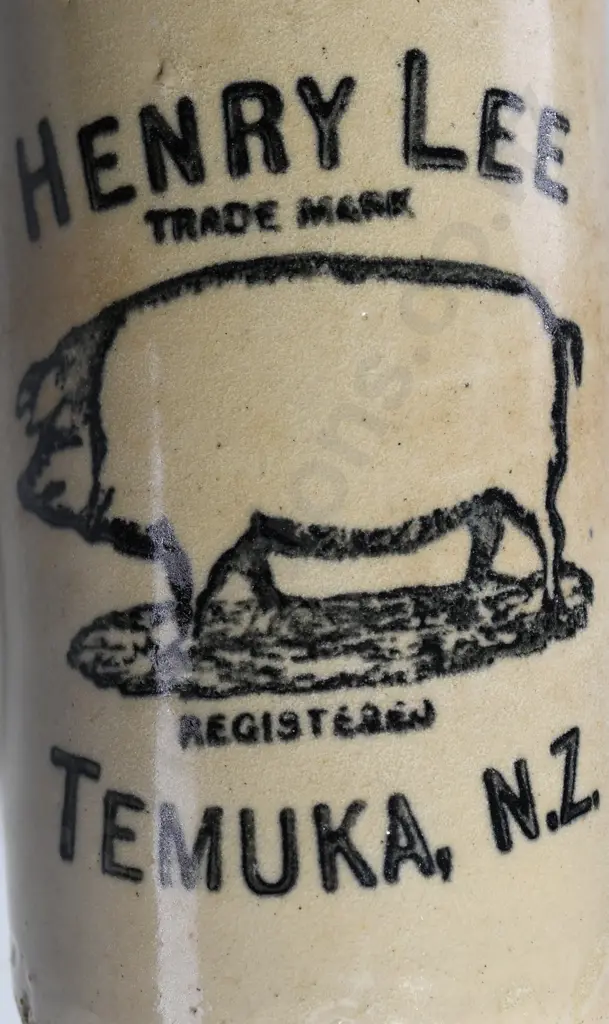 HENRY LEE
TRADE MARK
REGISTERED
TEMUKA, N.Z.